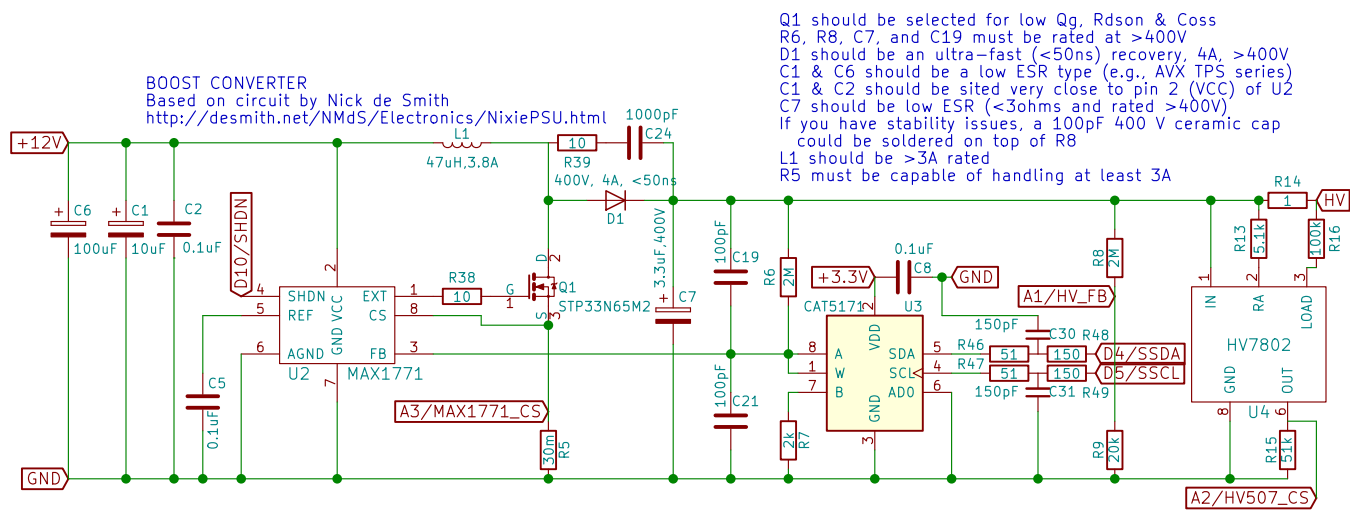 Q1 should be selected for low Qg, Rdson & Coss
R6, R8, C7, and C19 must be rated at >400V
D1 should be an ultra-fast (<50ns) recovery, 4A, >400V
C1 & C6 should be a low ESR type (e.g., AVX TPS series)
C1 & C2 should be sited very close to pin 2 (VCC) of U2
C7 should be low ESR (<3ohms and rated >400V)
If you have stability issues, a 100pF 400 V ceramic cap
could be soldered on top of R8
L1 should be >3A rated
R5 must be capable of handling at least 3A
BOOST CONVERTER
Based on circuit by Nick de Smith
http://desmith.net/NMdS/Electronics/NixiePSU.html
+12V
L1
47uH,3.8A
10
R39
1000pF
C24
400V, 4A, <50ns
D1
+
C6
100uF
+
C1
10uF
C2
0.1uF
D10/SHDN
4
5
6
SHDN
REF
AGND
VCC
GND
EXT
CS
FB
2
7
1
8
3
U2
MAX1771
C5
0.1uF
R38
10
G
1
D
2
S
3
Q1
STP33N65M2
A3/MAX1771_CS
30m
R5
3.3uF,400V
+
C7
100pF
C19
100pF
C21
R6
2M
2k
R7
+3.3V
0.1uF
C8
GND
CAT5171
U3
2
VDD
8
1
7
A
W
B
SDA
SCL
AD0
5
4
6
GND
3
150pF
C30
R48
R46
51
150
D4/SSDA
R47
51
150
D5/SSCL
150pF
C31
R49
R8
2M
A1/HV_FB
R9
20k
R14
1
HV
R13
5.1k
100k
R16
1
2
3
IN
RA
LOAD
HV7802
GND
OUT
8
U4
6
R15
51k
A2/HV507_CS
GND